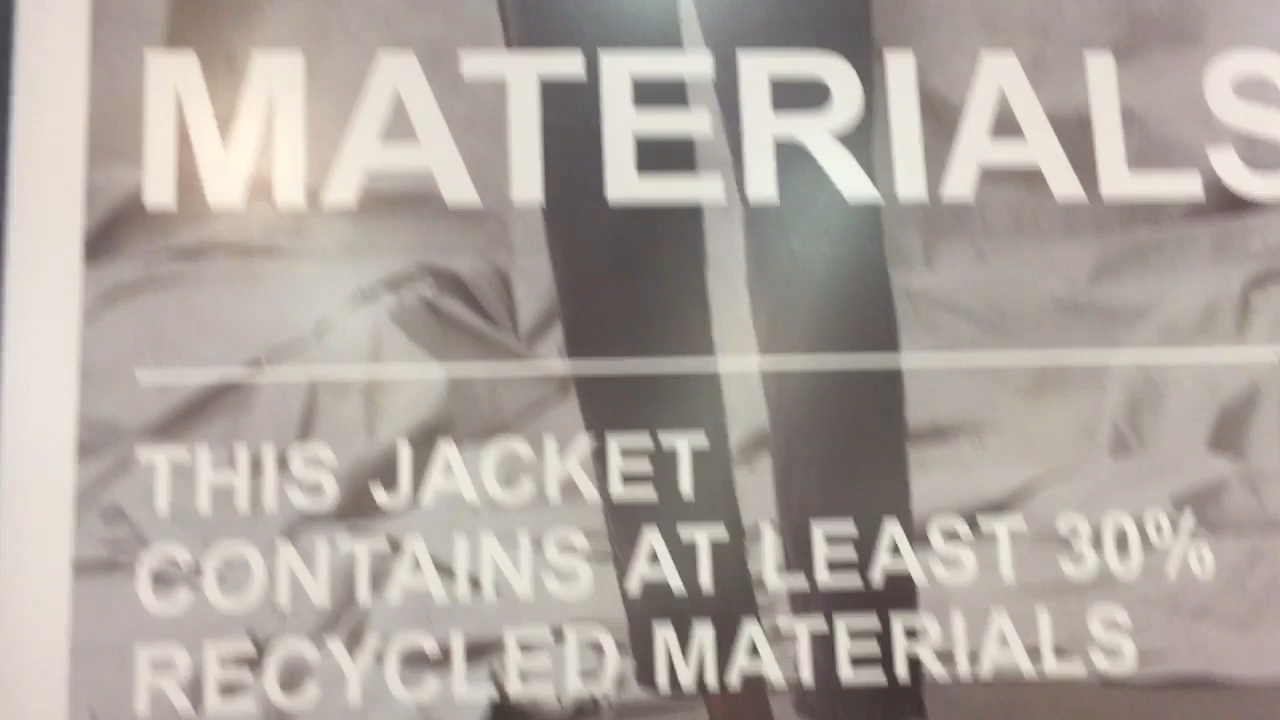 MATERIALS
THIS JACKET
CONTAINS AT LEAST 30%
RECYCLED MATERIALS